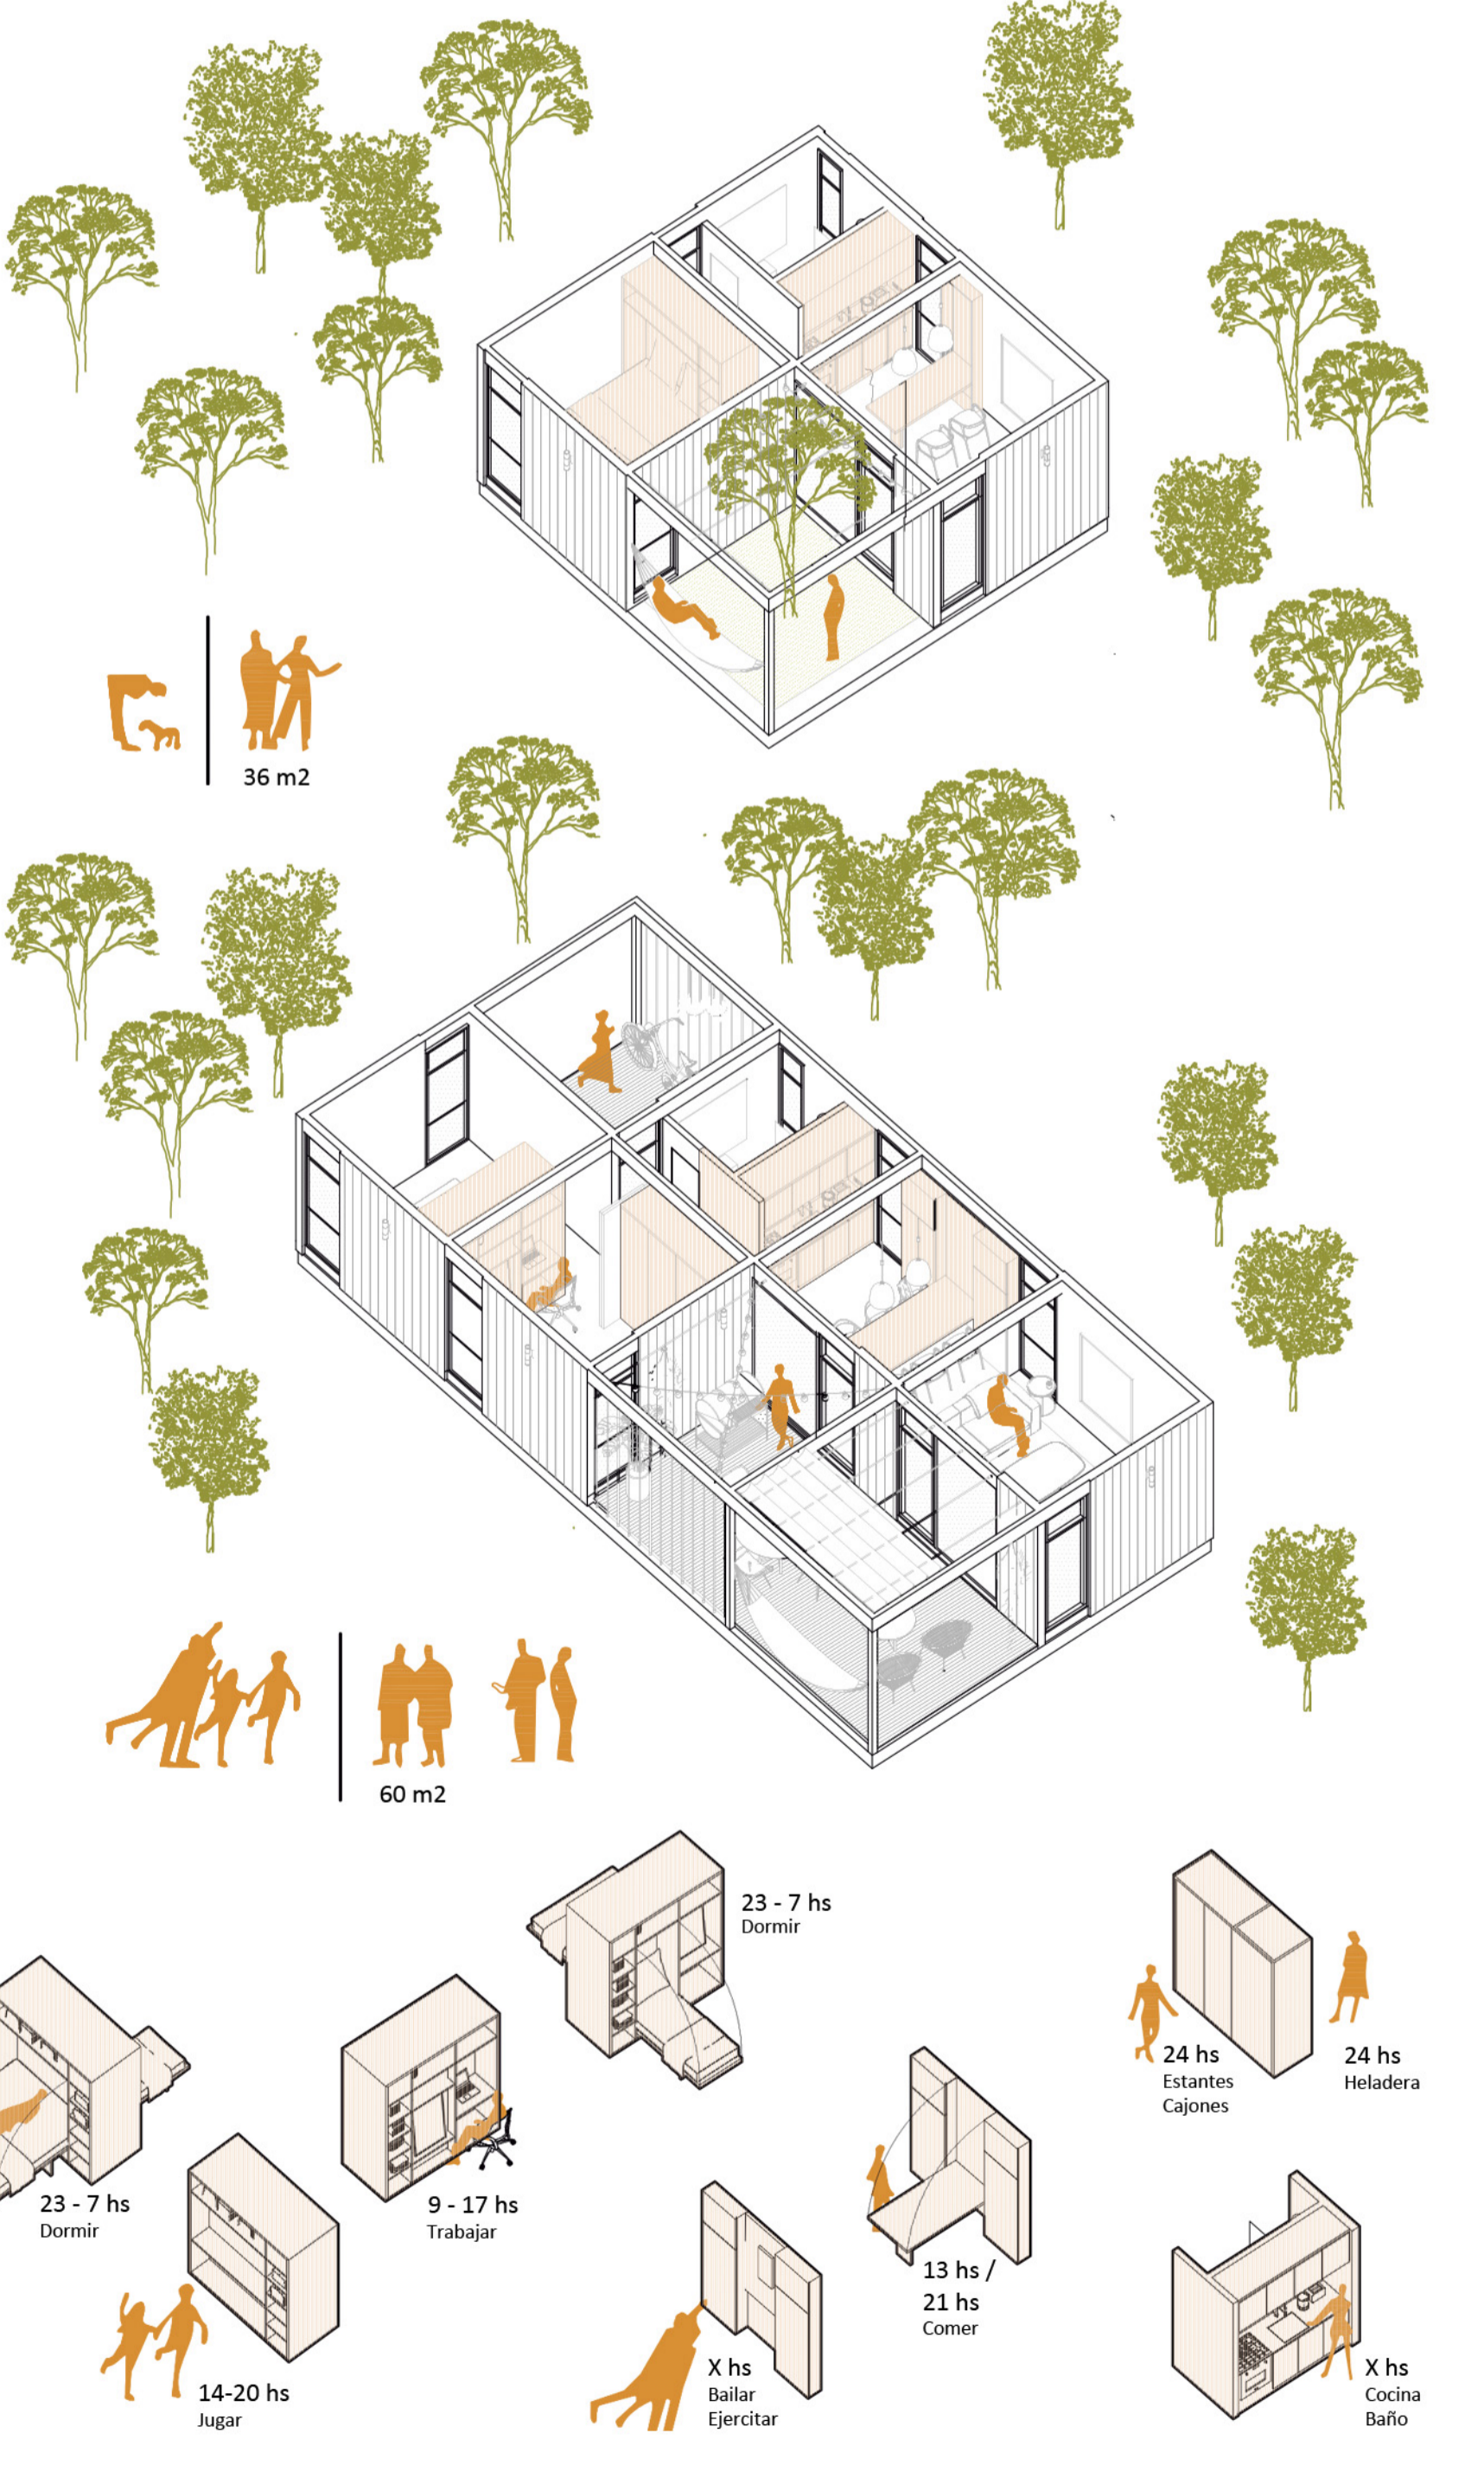 36 m2
60 m2
23 - 7 hs
Dormir
24 hs
Estantes
Cajones
24 hs
Heladera
23 - 7 hs
Dormir
9 - 17 hs
Trabajar
13 hs /
21 hs
Comer
14-20 hs
Jugar
X hs
Bailar
Ejercitar
X hs
Cocina
Baño